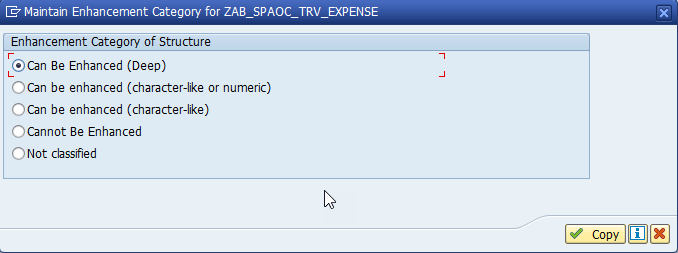 Maintain Enhancement Category for ZAB_SPAOC_TRV_EXPENSE
Enhancement Category of Structure
Can Be Enhanced (Deep)
Can be enhanced (character-like or numeric)
Can be enhanced (character-like)
Cannot Be Enhanced
Not classified
Copy